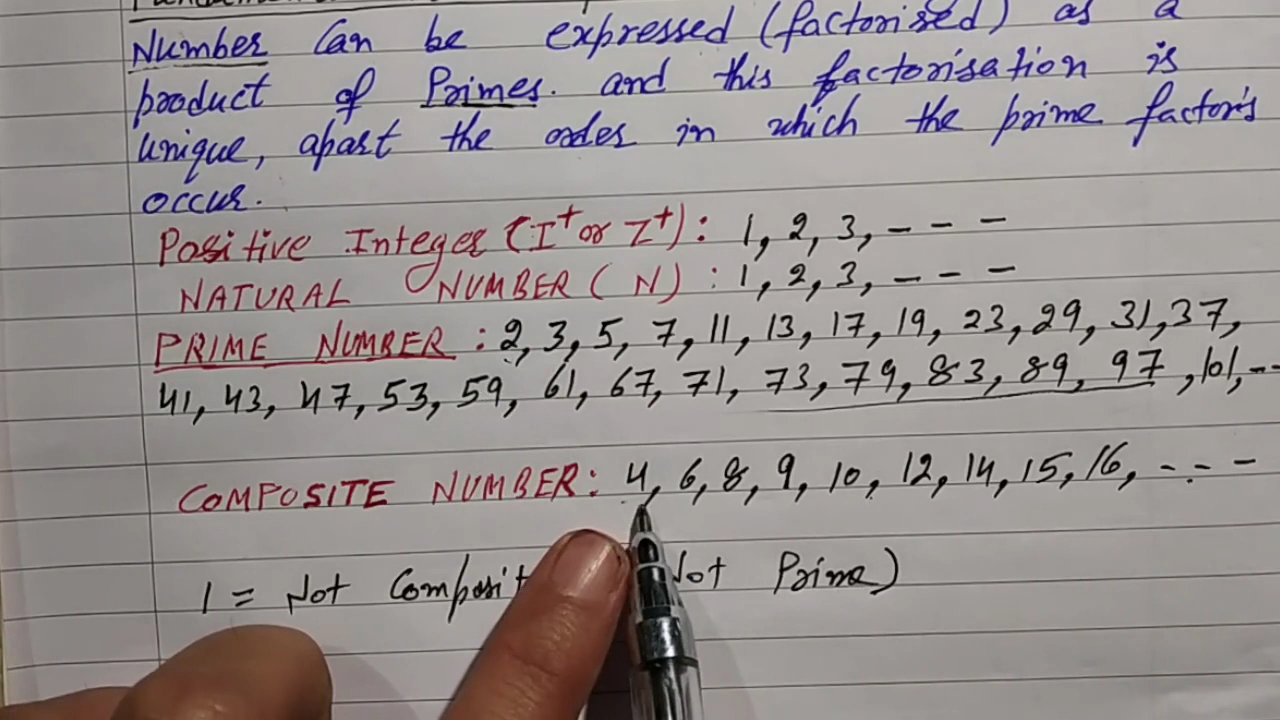 Number Can be expressed (factorised) as a
product of Primes. and this factorisation is
unique, apart the order in which the prime factor's
occur.
Positive Integer (I⁺ or Z⁺) : 1, 2, 3, - - -
NATURAL NUMBER (N) : 1, 2, 3, - - -
PRIME NUMBER : 2, 3, 5, 7, 11, 13, 17, 19, 23, 29, 31, 37,
41, 43, 47, 53, 59, 61, 67, 71, 73, 79, 83, 89, 97, 101, --
COMPOSITE NUMBER: 4, 6, 8, 9, 10, 12, 14, 15, 16, - - -
1 = Not Composit Not Prime)